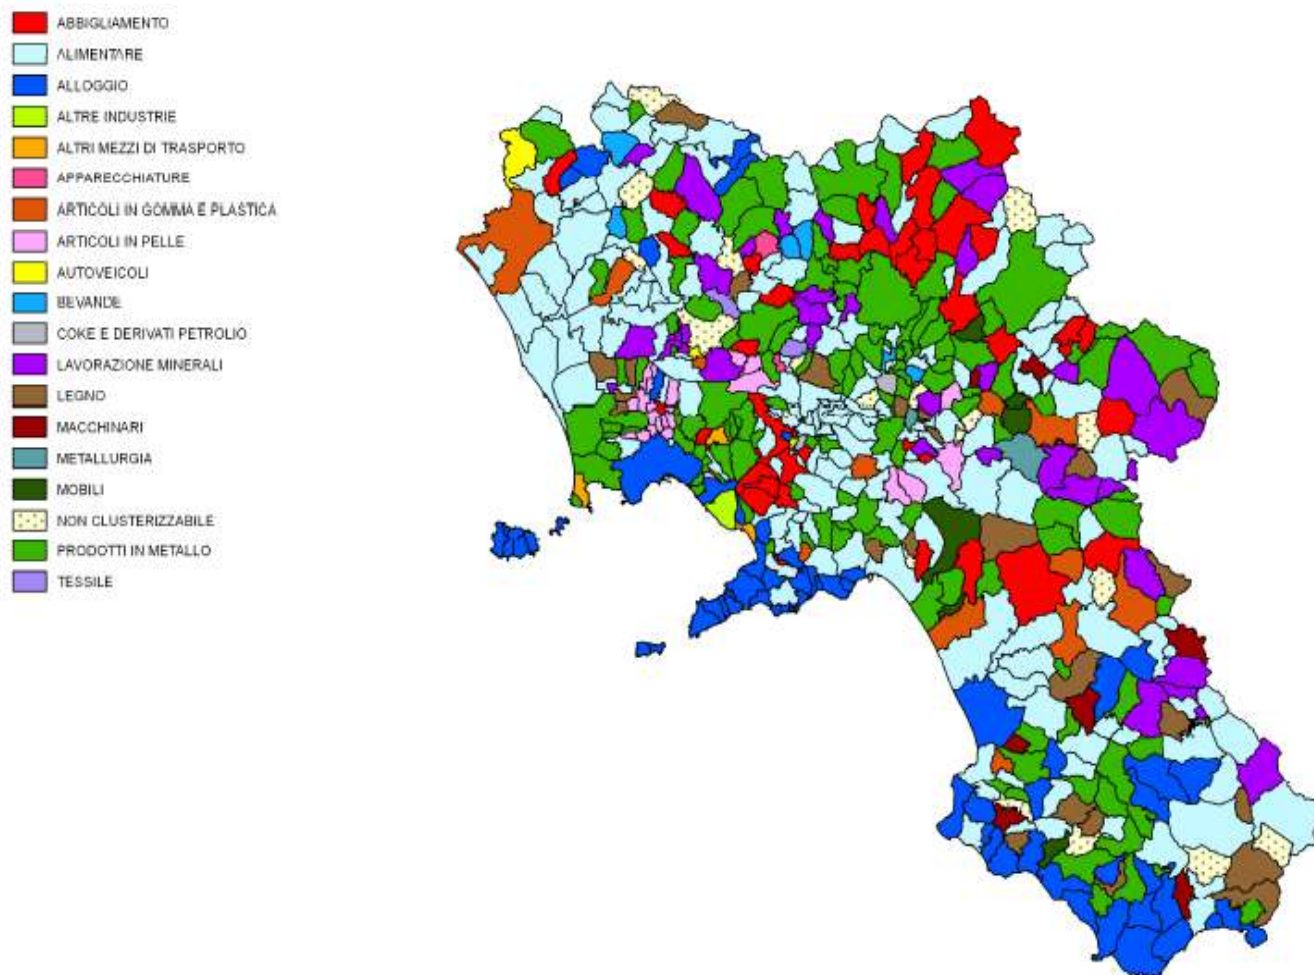 ABBIGLIAMENTO
ALIMENTARE
ALLOGGIO
ALTRE INDUSTRIE
ALTRI MEZZI DI TRASPORTO
APPARECCHIATURE
ARTICOLI IN GOMMA E PLASTICA
ARTICOLI IN PELLE
AUTOVEICOLI
BEVANDE
COKE E DERIVATI PETROLIO
LAVORAZIONE MINERALI
LEGNO
MACCHINARI
METALLURGIA
MOBILI
NON CLUSTERIZZABILE
PRODOTTI IN METALLO
TESSILE